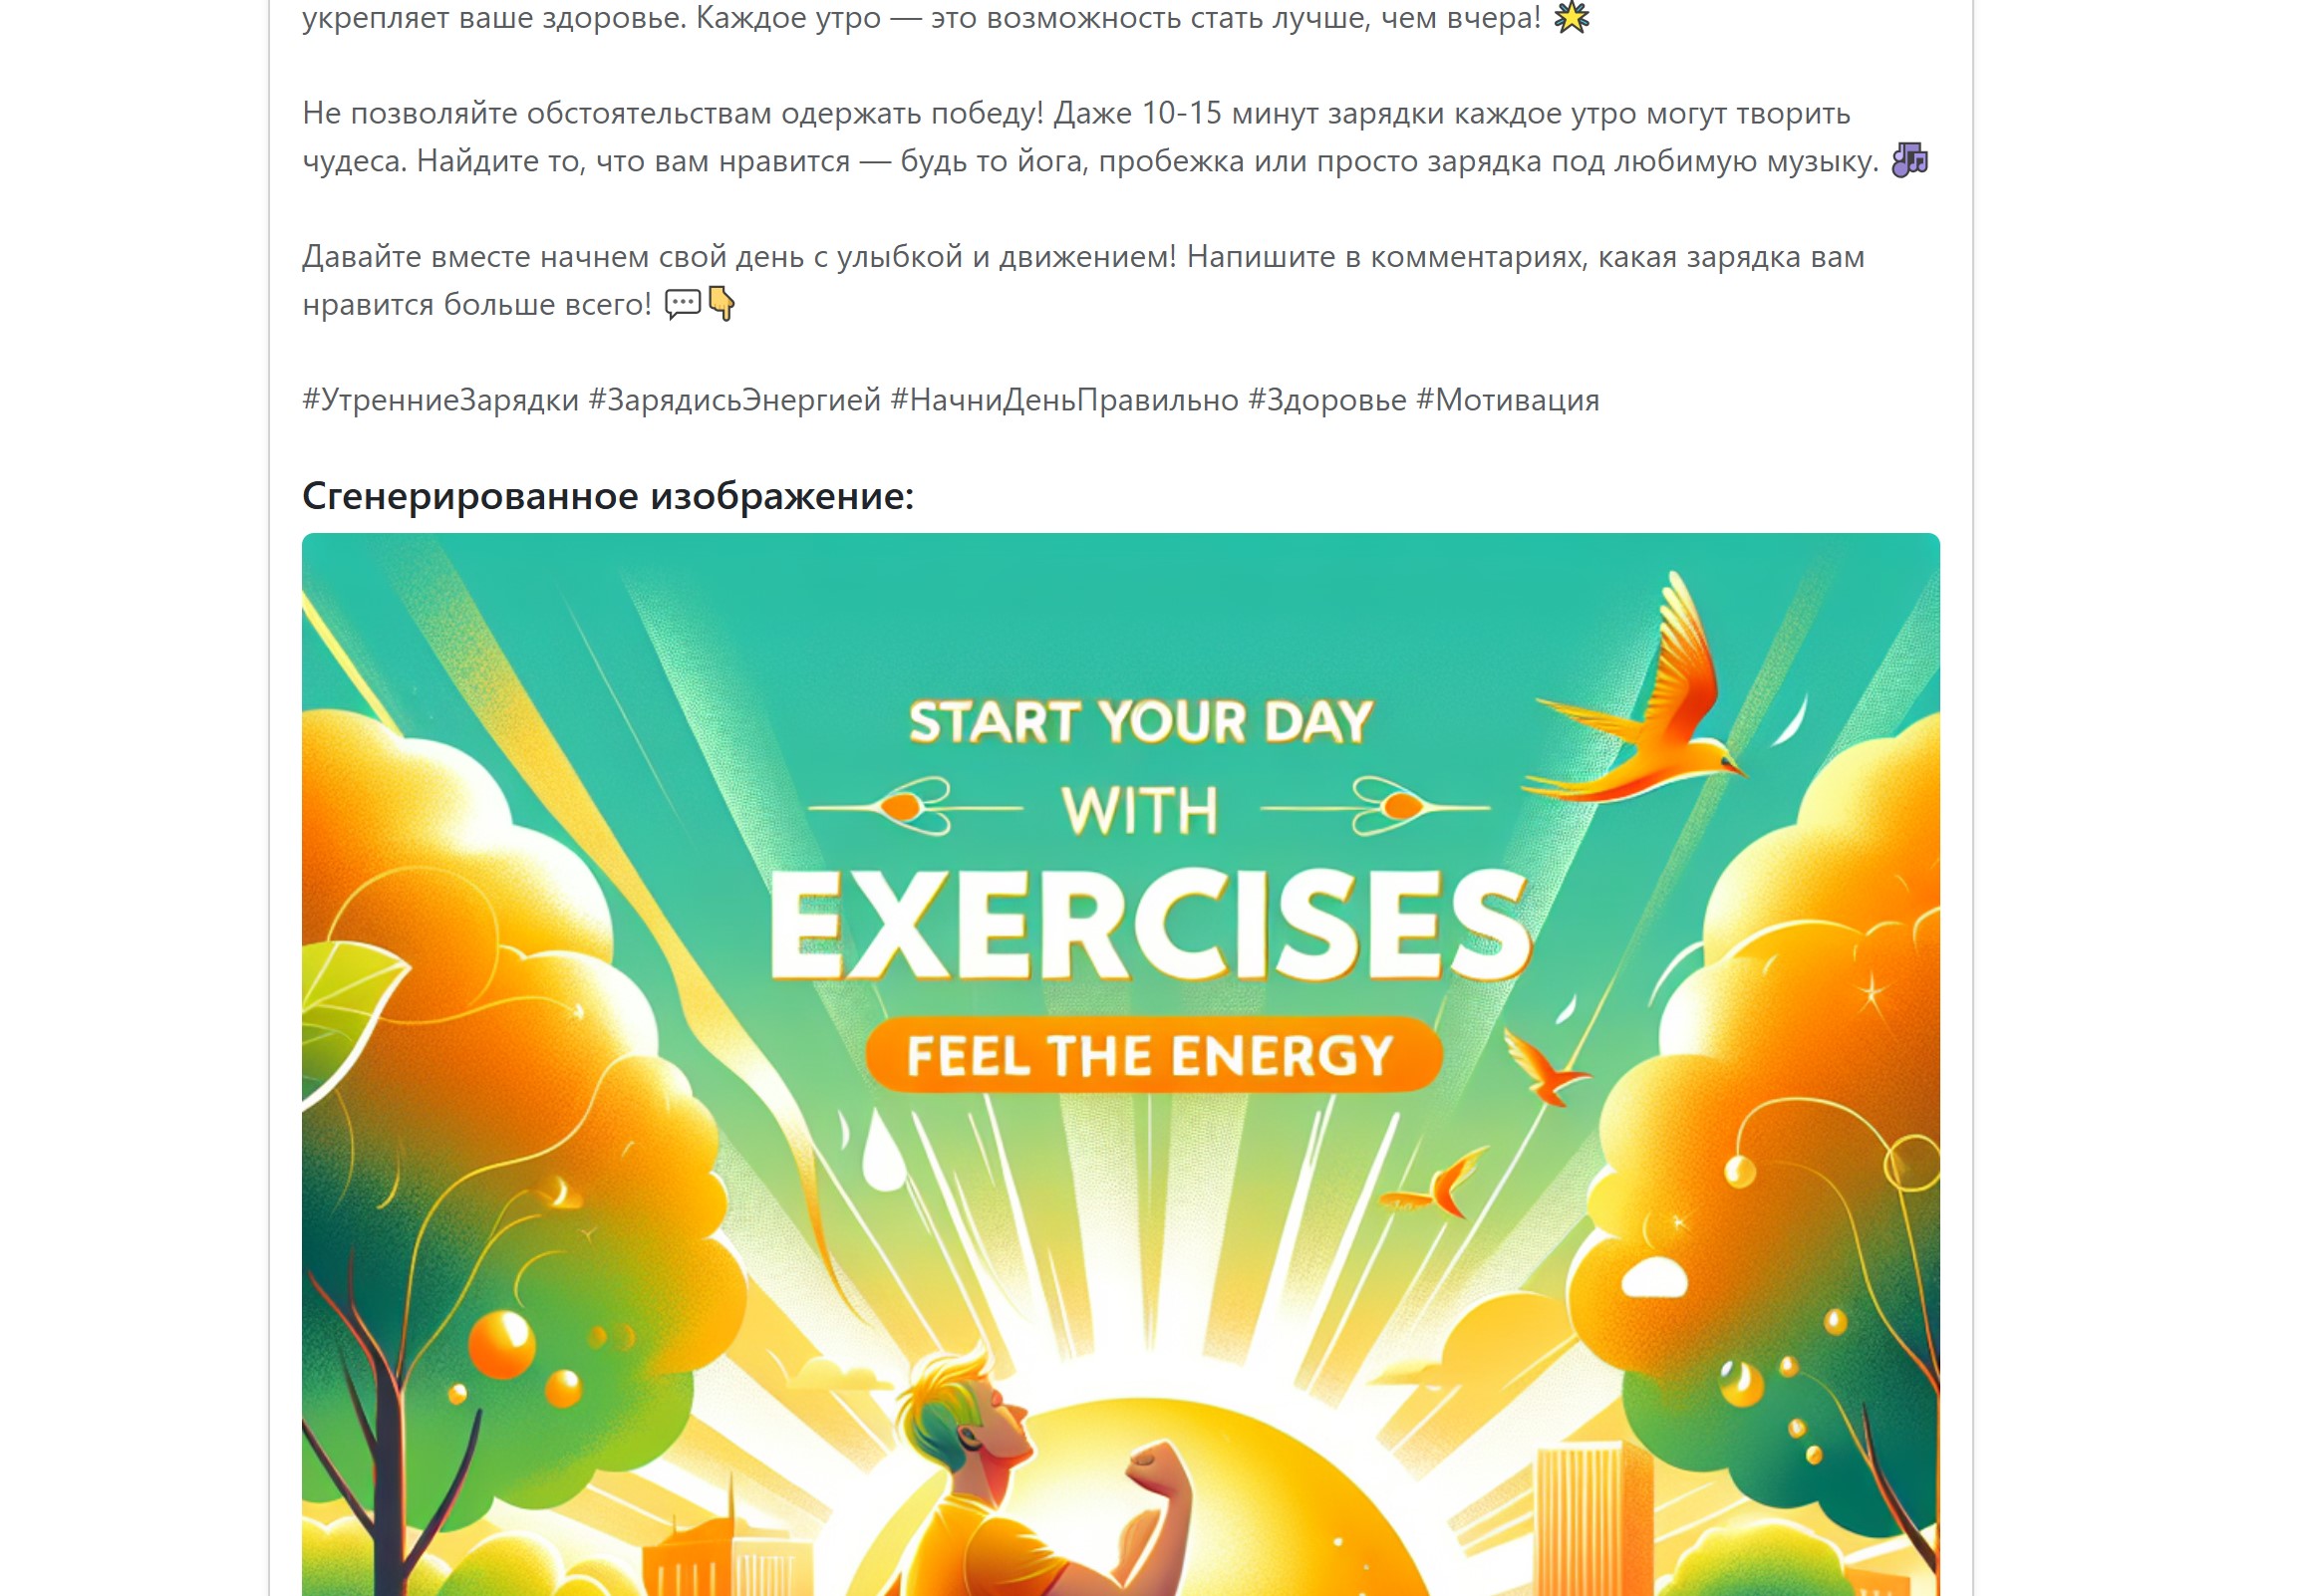 укрепляет ваше здоровье. Каждое утро — это возможность стать лучше, чем вчера! 🌟
Не позволяйте обстоятельствам одержать победу! Даже 10-15 минут зарядки каждое утро могут творить
чудеса. Найдите то, что вам нравится — будь то йога, пробежка или просто зарядка под любимую музыку. 🎶
Давайте вместе начнем свой день с улыбкой и движением! Напишите в комментариях, какая зарядка вам
нравится больше всего! 💬👇
#УтренниеЗарядки #ЗарядисьЭнергией #НачниДеньПравильно #Здоровье #Мотивация
Сгенерированное изображение:
START YOUR DAY
WITH
EXERCISES
FEEL THE ENERGY